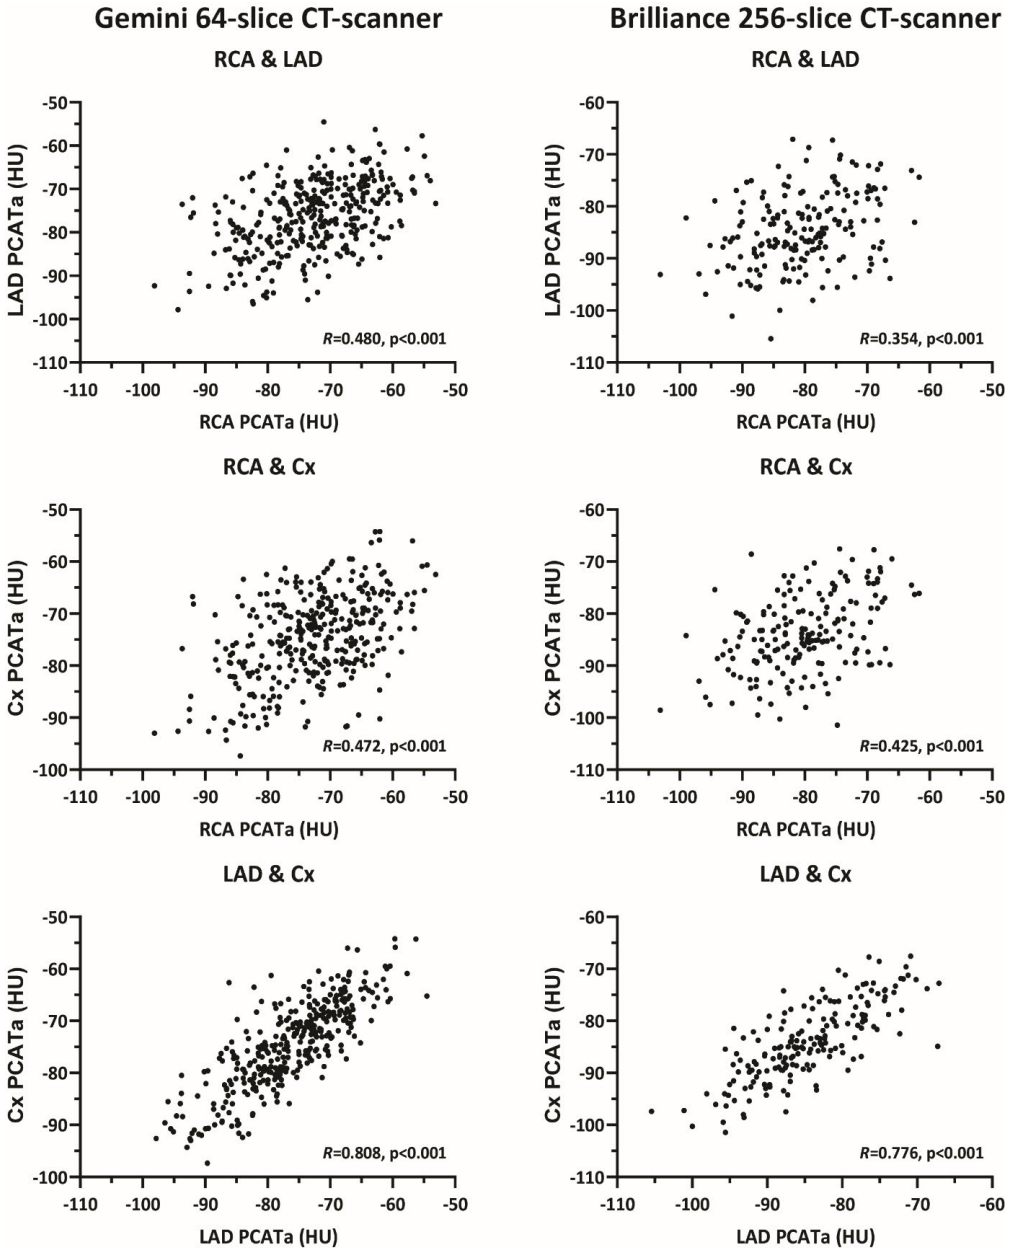 Gemini 64-slice CT-scanner
Brilliance 256-slice CT-scanner
RCA & LAD
RCA & LAD
LAD PCATa (HU)
-50
-60
-70
-80
-90
-100
-110
R=0.480, p<0.001
-110 -100 -90 -80 -70 -60 -50
RCA PCATa (HU)
LAD PCATa (HU)
-60
-70
-80
-90
-100
-110
R=0.354, p<0.001
-110 -100 -90 -80 -70 -60 -50
RCA PCATa (HU)
RCA & Cx
RCA & Cx
Cx PCATa (HU)
-50
-60
-70
-80
-90
-100
R=0.472, p<0.001
-110 -100 -90 -80 -70 -60 -50
RCA PCATa (HU)
Cx PCATa (HU)
-60
-70
-80
-90
-100
-110
R=0.425, p<0.001
-110 -100 -90 -80 -70 -60 -50
RCA PCATa (HU)
LAD & Cx
LAD & Cx
Cx PCATa (HU)
-50
-60
-70
-80
-90
-100
R=0.808, p<0.001
-110 -100 -90 -80 -70 -60 -50
LAD PCATa (HU)
Cx PCATa (HU)
-60
-70
-80
-90
-100
-110
R=0.776, p<0.001
-110 -100 -90 -80 -70 -60
LAD PCATa (HU)